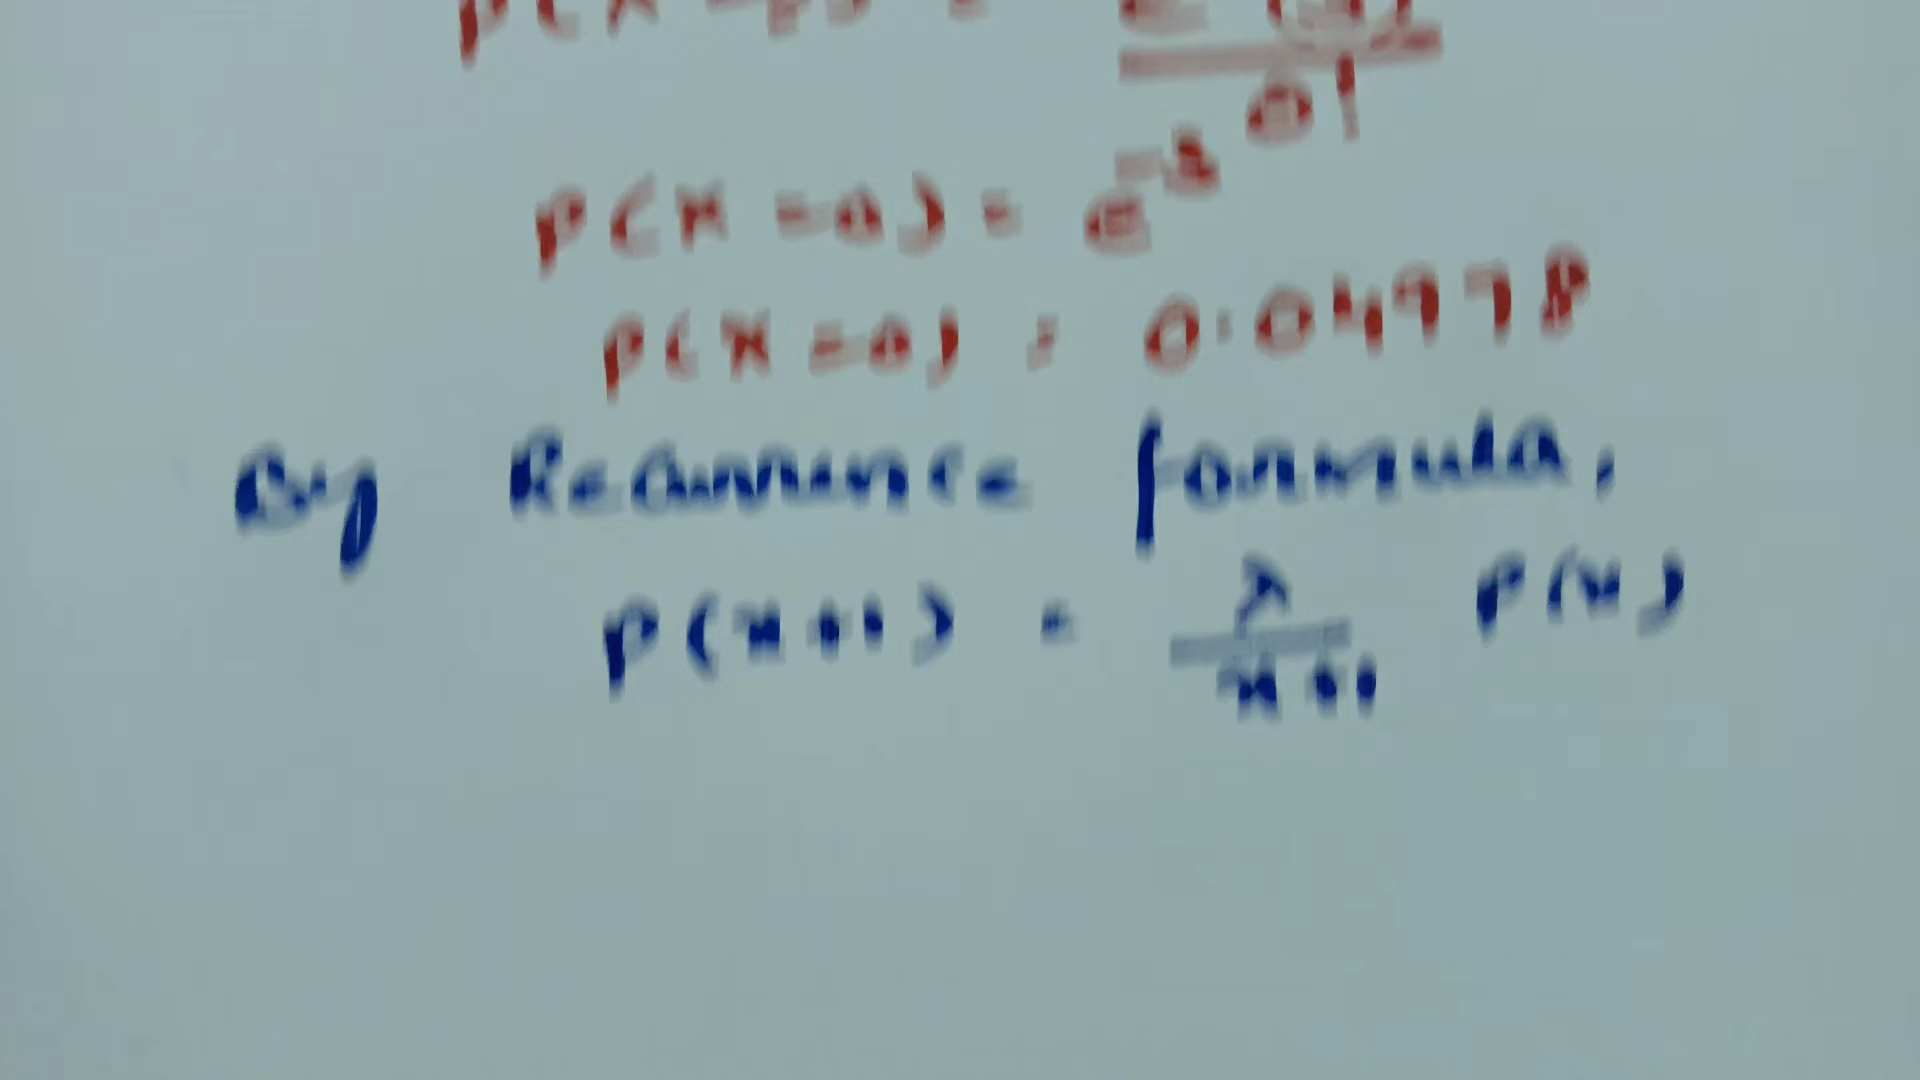 P(X = 0) = e^-3
P(X = 0) = 0.04978
By Recurrence formula,
P(x+1) = λ/x+1 P(x)